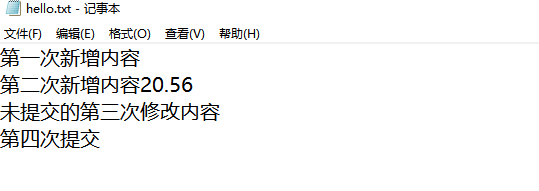 hello.txt - 记事本
文件(F) 编辑(E) 格式(O) 查看(V) 帮助(H)
第一次新增内容
第二次新增内容20.56
未提交的第三次修改内容
第四次提交